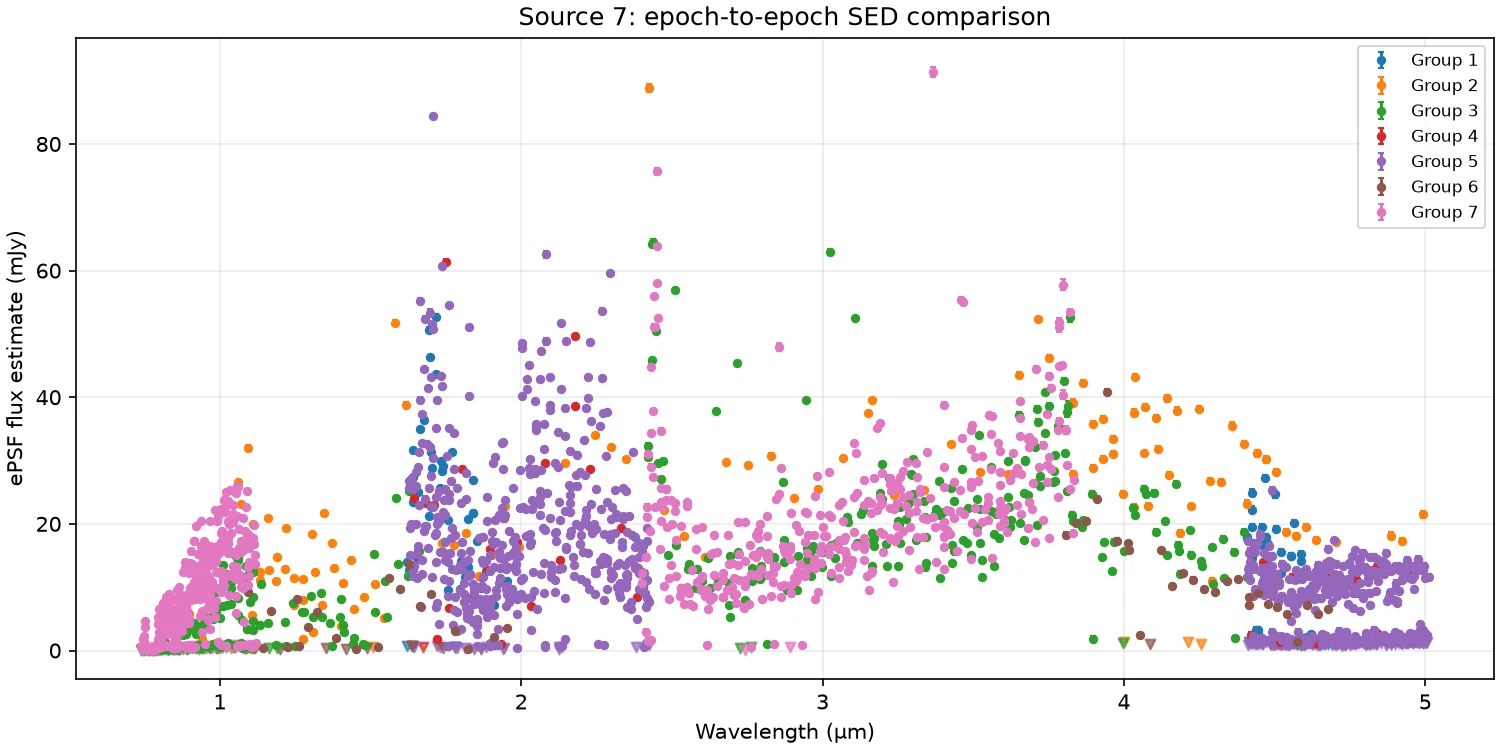 Source 7: epoch-to-epoch SED comparison
ePSF flux estimate (mJy)
80
60
40
20
0
1
2
3
4
5
Wavelength (μm)
Group 1
Group 2
Group 3
Group 4
Group 5
Group 6
Group 7